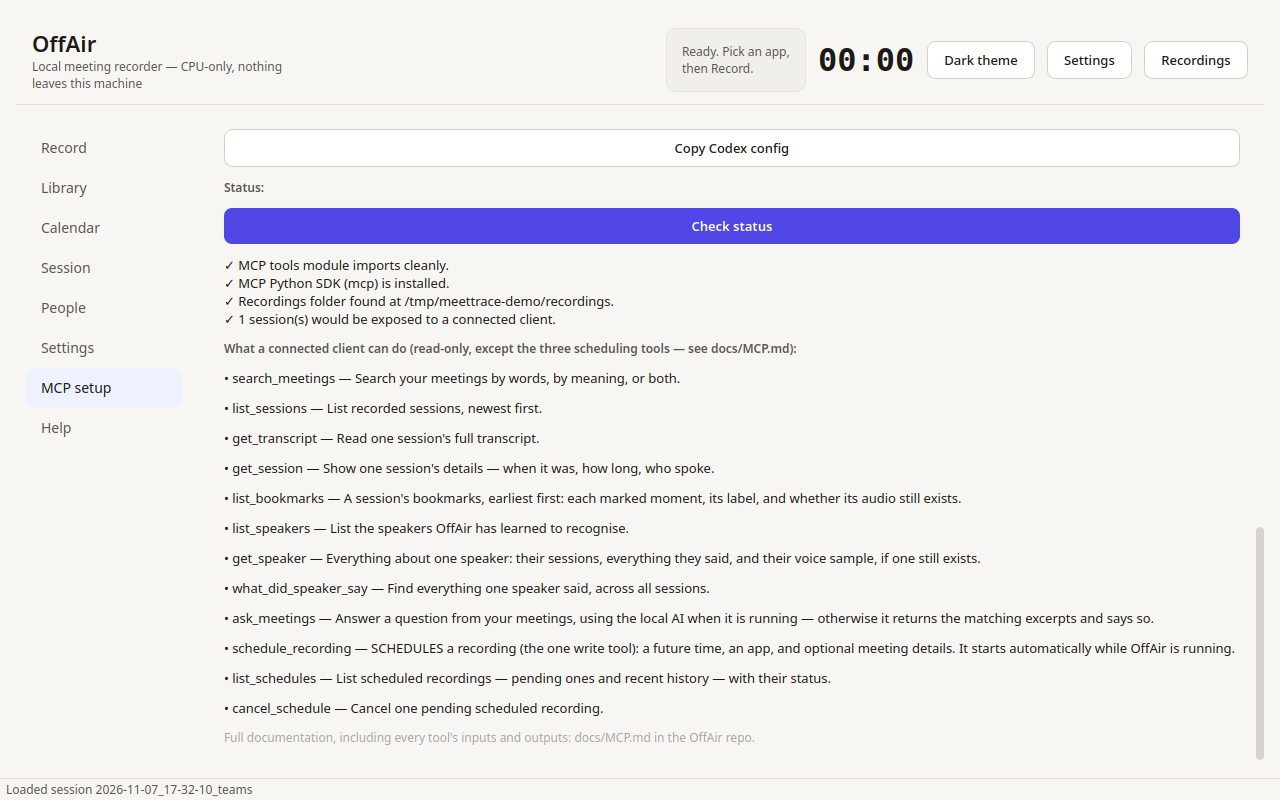 OffAir
Local meeting recorder — CPU-only, nothing
leaves this machine
Ready. Pick an app,
then Record.
00:00
Dark theme
Settings
Recordings
Record
Library
Calendar
Session
People
Settings
MCP setup
Help
Copy Codex config
Status:
Check status
✓ MCP tools module imports cleanly.
✓ MCP Python SDK (mcp) is installed.
✓ Recordings folder found at /tmp/meettrace-demo/recordings.
✓ 1 session(s) would be exposed to a connected client.
What a connected client can do (read-only, except the three scheduling tools — see docs/MCP.md):
• search_meetings — Search your meetings by words, by meaning, or both.
• list_sessions — List recorded sessions, newest first.
• get_transcript — Read one session's full transcript.
• get_session — Show one session's details — when it was, how long, who spoke.
• list_bookmarks — A session's bookmarks, earliest first: each marked moment, its label, and whether its audio still exists.
• list_speakers — List the speakers OffAir has learned to recognise.
• get_speaker — Everything about one speaker: their sessions, everything they said, and their voice sample, if one still exists.
• what_did_speaker_say — Find everything one speaker said, across all sessions.
• ask_meetings — Answer a question from your meetings, using the local AI when it is running — otherwise it returns the matching excerpts and says so.
• schedule_recording — SCHEDULES a recording (the one write tool): a future time, an app, and optional meeting details. It starts automatically while OffAir is running.
• list_schedules — List scheduled recordings — pending ones and recent history — with their status.
• cancel_schedule — Cancel one pending scheduled recording.
Full documentation, including every tool's inputs and outputs: docs/MCP.md in the OffAir repo.
Loaded session 2026-11-07_17-32-10_teams